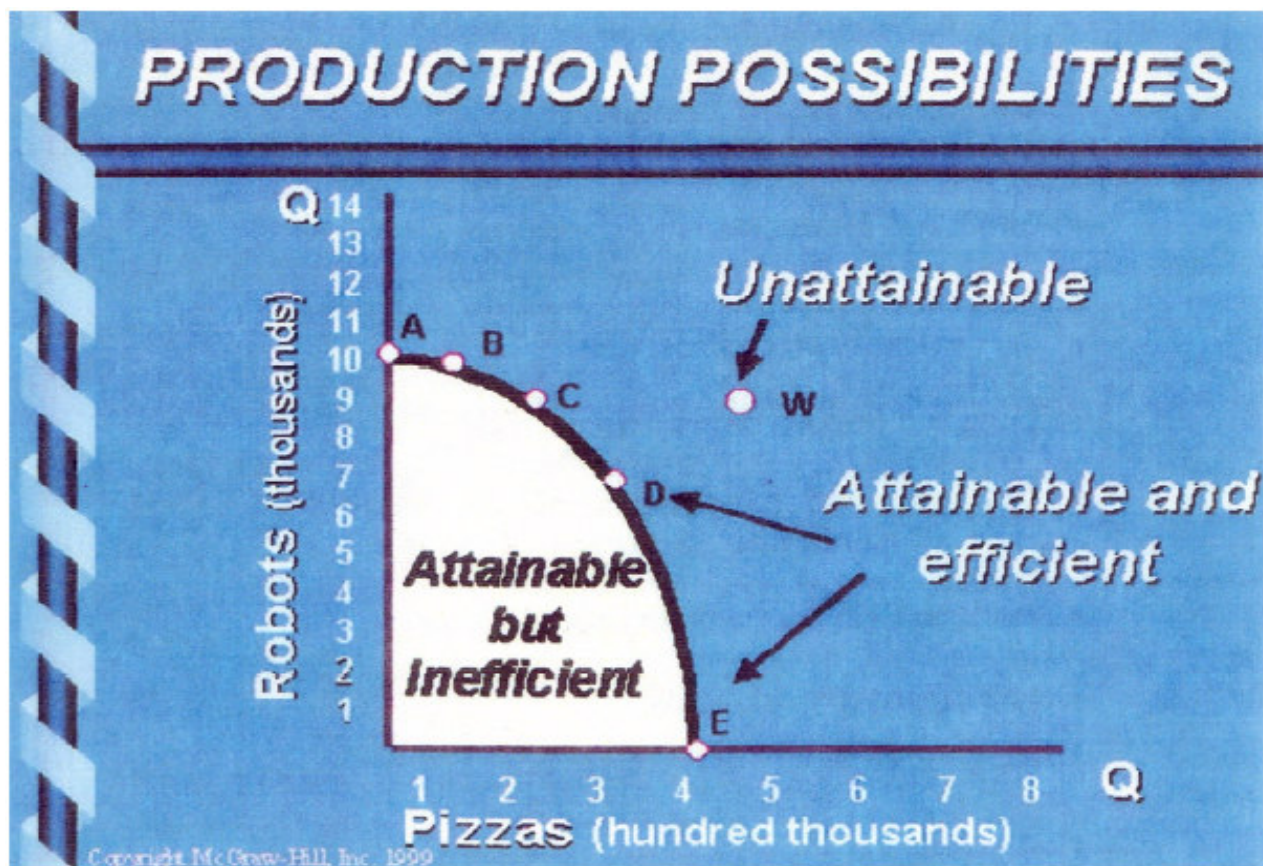 PRODUCTION POSSIBILITIES
Q
14
13
12
11
10
9
8
7
6
5
4
3
2
1
Robots (thousands)
A
B
C
D
E
W
Unattainable
Attainable and
efficient
Attainable
but
Inefficient
1 2 3 4 5 6 7 8
Q
Pizzas (hundred thousands)
Copyright McGraw-Hill, Inc. 1999